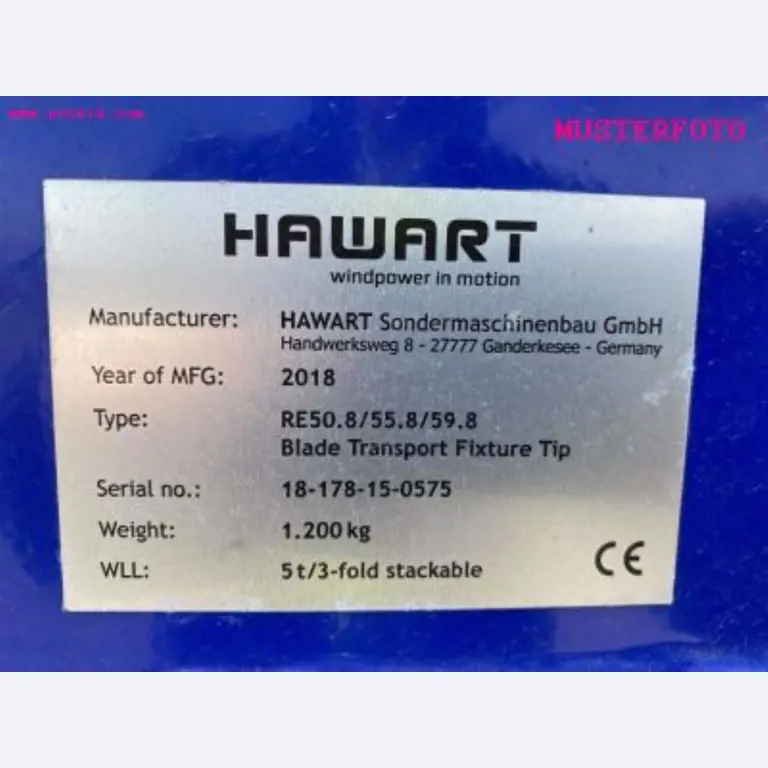 MUSTERFOTO
HAWART
windpower in motion
Manufacturer: HAWART Sondermaschinenbau GmbH
Handwerksweg 8 - 27777 Ganderkesee - Germany
Year of MFG: 2018
Type: RE50.8/55.8/59.8
Blade Transport Fixture Tip
Serial no.: 18-178-15-0575
Weight: 1.200 kg
WLL: 5 t/3-fold stackable
CE